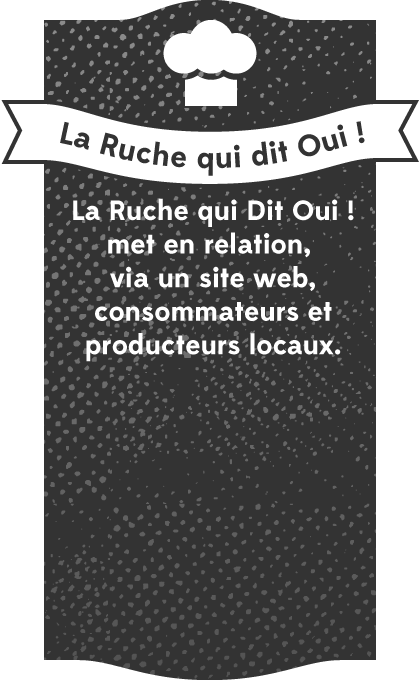 La Ruche qui dit Oui !
La Ruche qui Dit Oui !
met en relation,
via un site web,
consommateurs et
producteurs locaux.